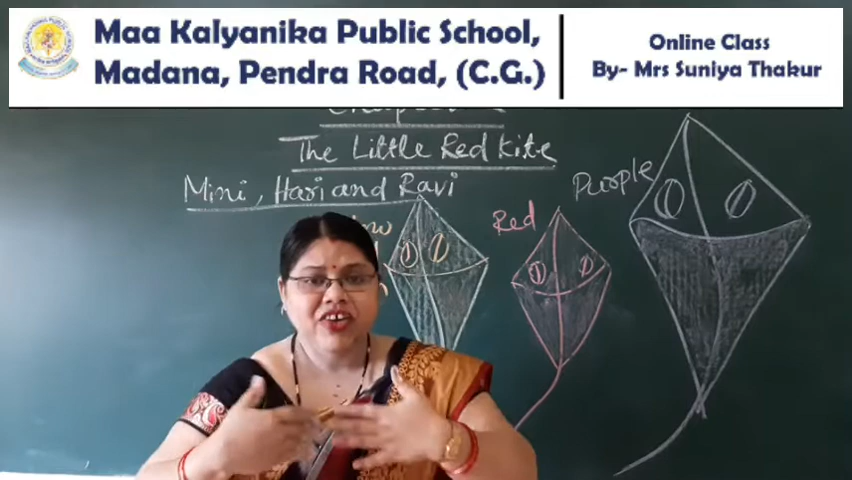 Maa Kalyanika Public School,
Madana, Pendra Road, (C.G.)
Online Class
By- Mrs Suniya Thakur
The Little Red Kite
Mini, Hari and Ravi
Red
Purple